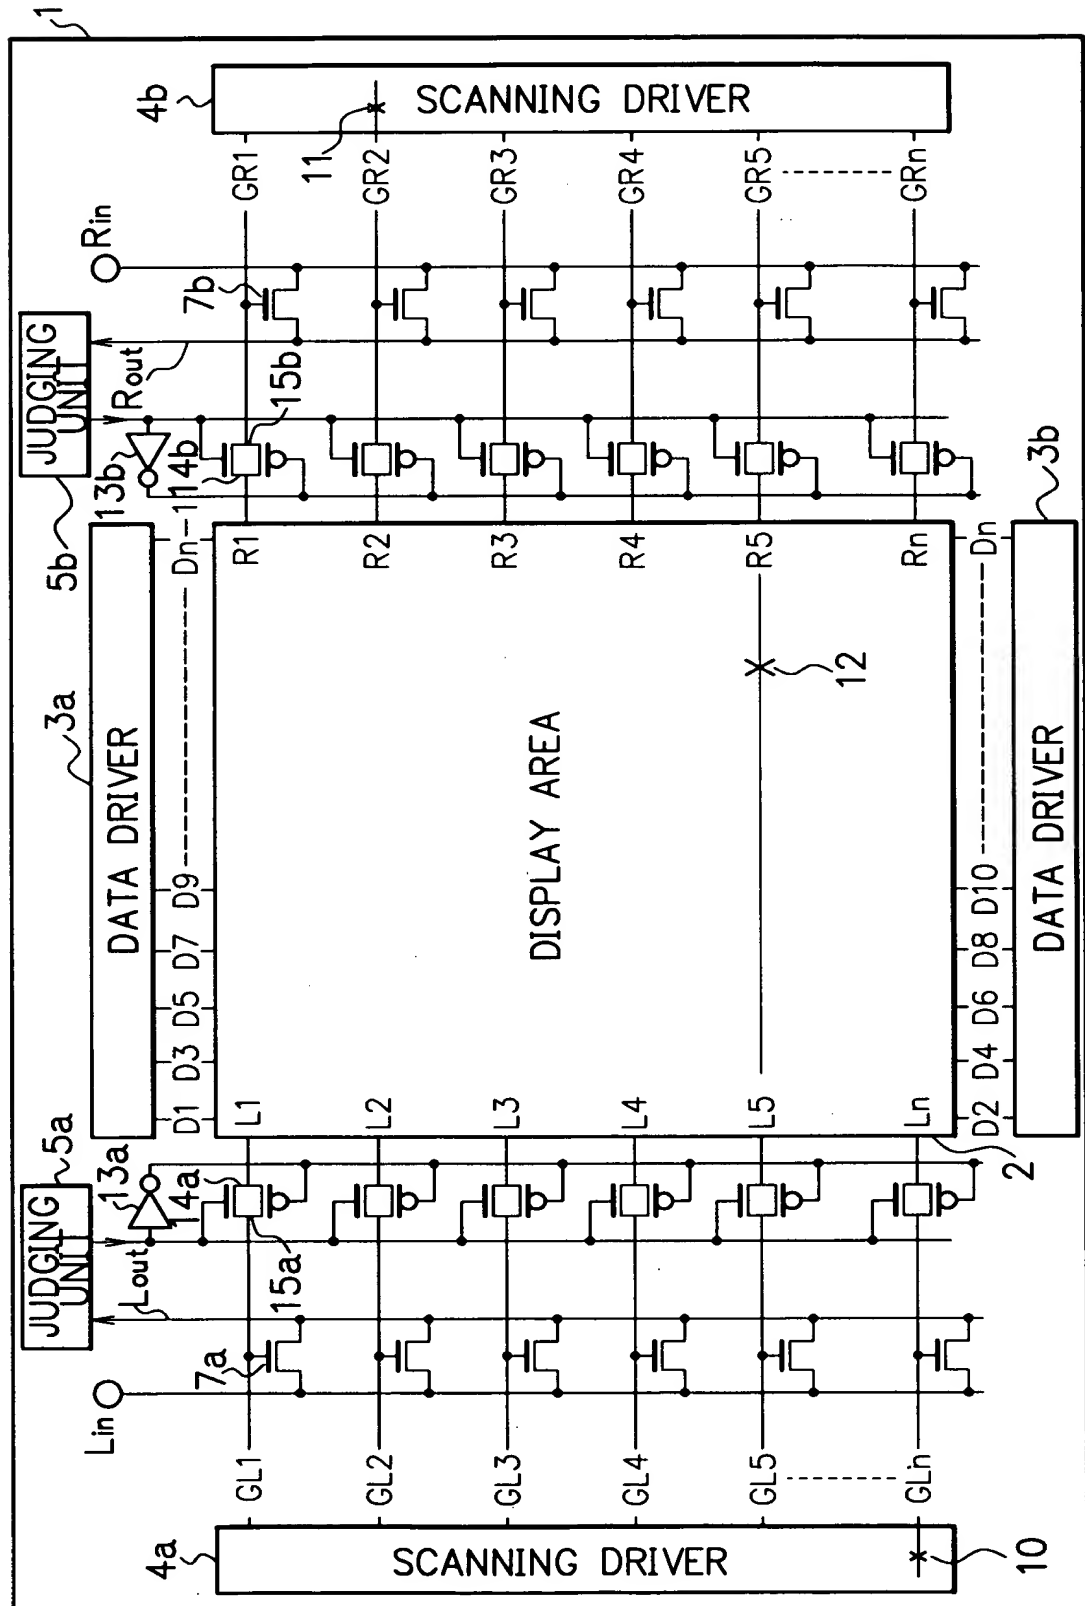 1
JUDGING UNIT
5a
JUDGING UNIT
5b
Lin
Lout
13a
4a
3a
DATA DRIVER
13b
14b
Rout
Rin
D1 D3 D5 D7 D9 Dn-1
4a
SCANNING DRIVER
10
GL1
GL2
GL3
GL4
GL5
GLn
7a
15a
L1
L2
L3
L4
L5
Ln
DISPLAY AREA
12
2
R1
R2
R3
R4
R5
Rn
15b
7b
GR1
GR2
GR3
GR4
GR5
GRn
11
4b
SCANNING DRIVER
D2 D4 D6 D8 D10 Dn
DATA DRIVER
3b